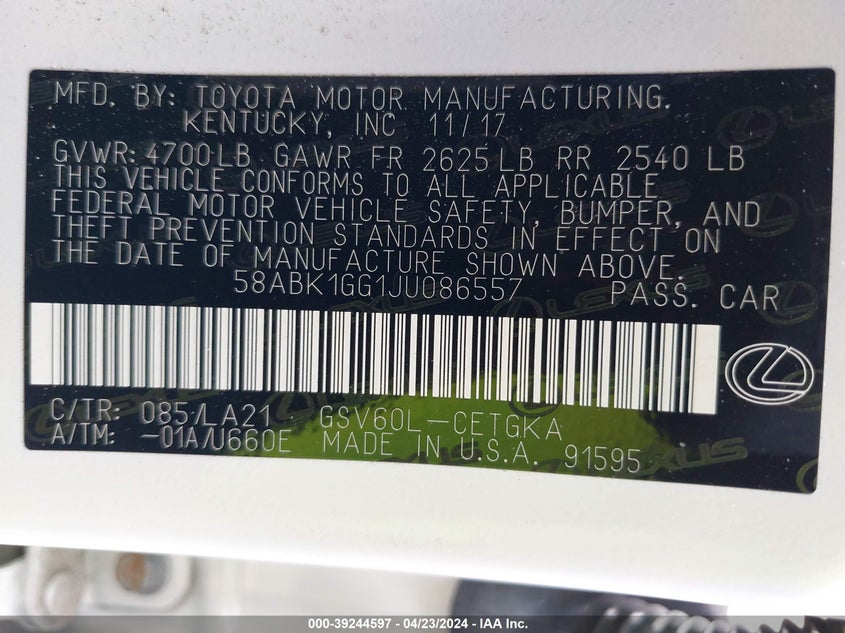 MFD. BY: TOYOTA MOTOR MANUFACTURING.
KENTUCKY, INC 11/17
GVWR: 4700 LB GAWR FR 2625 LB RR 2540 LB
THIS VEHICLE CONFORMS TO ALL APPLICABLE
FEDERAL MOTOR VEHICLE SAFETY, BUMPER, AND
THEFT PREVENTION STANDARDS IN EFFECT ON
THE DATE OF MANUFACTURE SHOWN ABOVE.
58ABK1GG1JU086557 PASS. CAR
C/TR: 085/LA21 GSV60L-CETGKA
A/TM: -01A/U660E MADE IN U.S.A. 91595
LEXUS
000-39244597 / 04/23/2024 - IAA Inc.